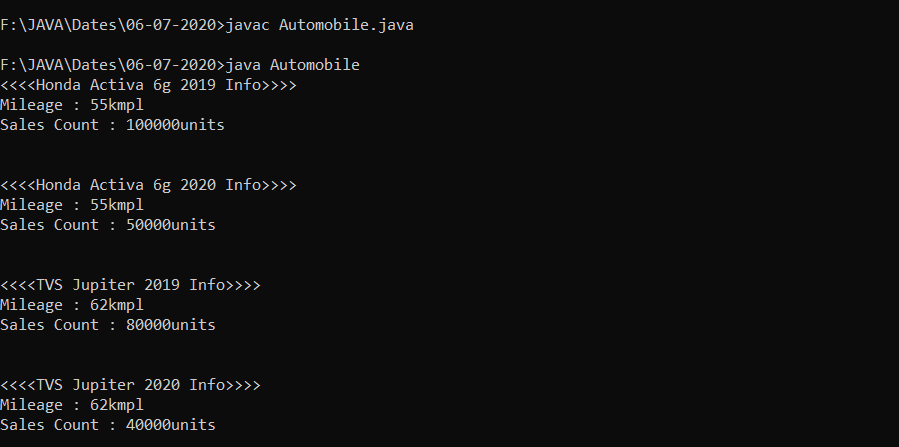 F:\JAVA\Dates\06-07-2020>javac Automobile.java
F:\JAVA\Dates\06-07-2020>java Automobile
<<<<Honda Activa 6g 2019 Info>>>>
Mileage : 55kmpl
Sales Count : 100000units
<<<<Honda Activa 6g 2020 Info>>>>
Mileage : 55kmpl
Sales Count : 50000units
<<<<TVS Jupiter 2019 Info>>>>
Mileage : 62kmpl
Sales Count : 80000units
<<<<TVS Jupiter 2020 Info>>>>
Mileage : 62kmpl
Sales Count : 40000units